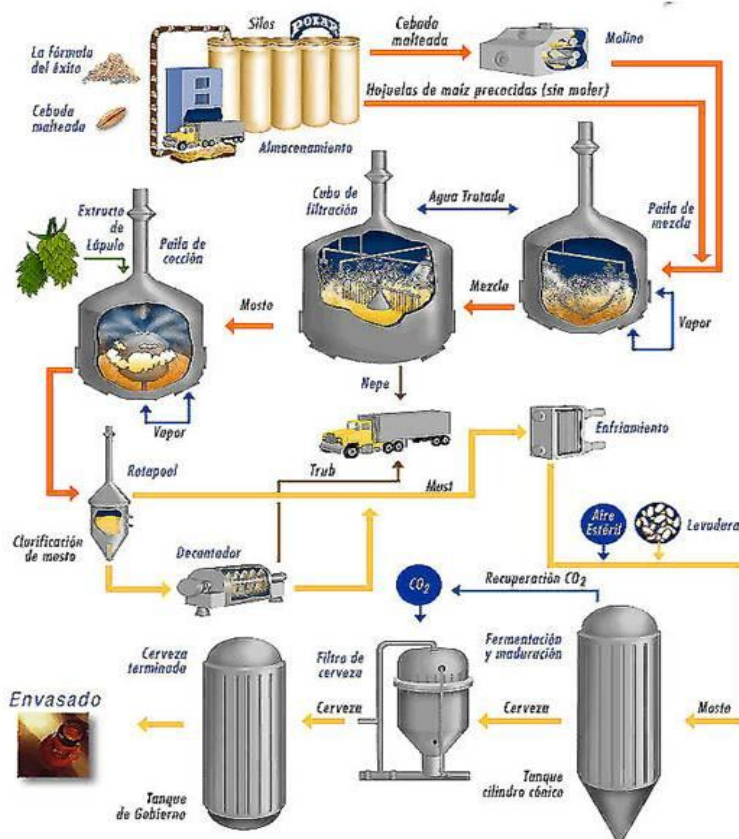 La Fórmula
del éxito
Cebada
malteada
Silos
POLAR
Almacenamiento
Cebada
malteada
Molino
Hojuelas de maíz precocidas (sin moler)
Extracto
de
Lúpulo
Paila de
cocción
Cubo de
filtración
Agua Tratada
Paila de
mezcla
Mosto
Mezcla
Vapor
Vapor
Nepe
Rotapool
Trub
Must
Enfriamiento
Clarificación
de mosto
Decantador
Aire
Estéril
Levadura
CO2
Recuperación CO2
Cerveza
terminada
Filtro de
cerveza
Fermentación
y maduración
Envasado
Cerveza
Cerveza
Mosto
Tanque
de Gobierno
Tanque
cilindro cónico